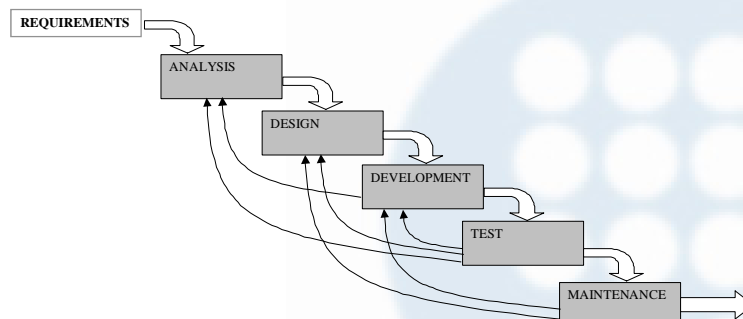 REQUIREMENTS
ANALYSIS
DESIGN
DEVELOPMENT
TEST
MAINTENANCE